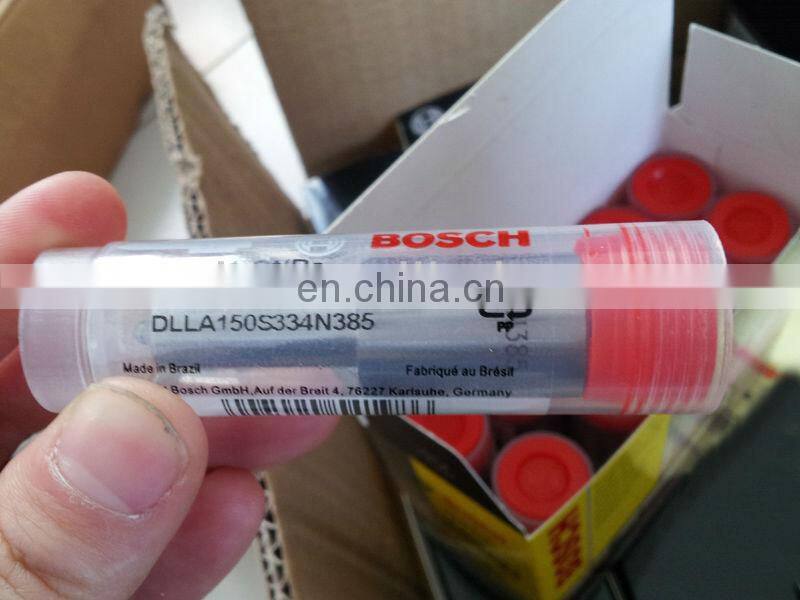 BOSCH
en.china.cn
DLLA150S334N385
Made in Brazil
Fabriqué au Brésil
Bosch GmbH,Auf der Breit 4, 76227 Karlsuhe, Germany